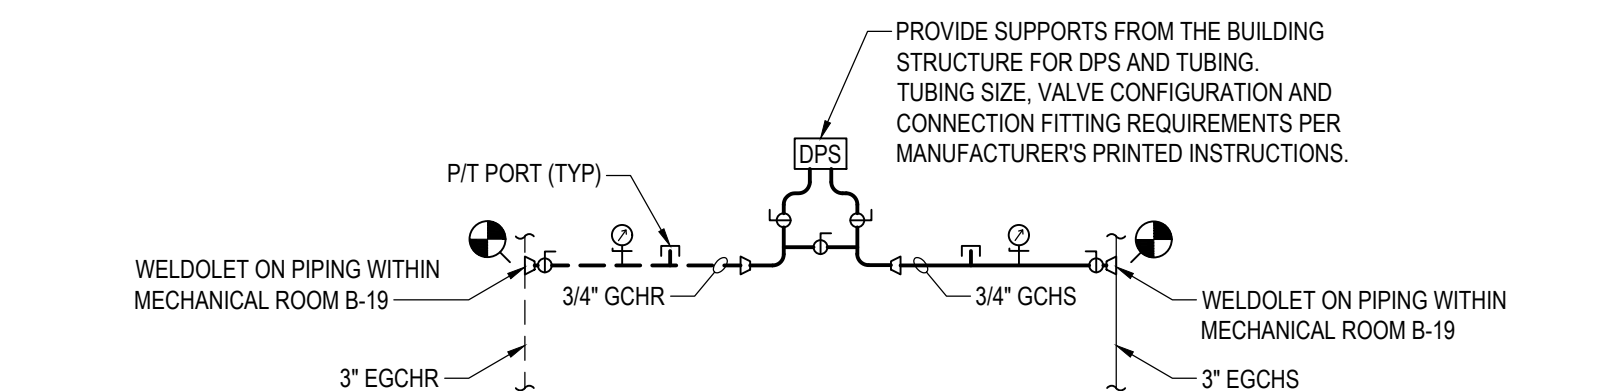 PROVIDE SUPPORTS FROM THE BUILDING
STRUCTURE FOR DPS AND TUBING.
TUBING SIZE, VALVE CONFIGURATION AND
CONNECTION FITTING REQUIREMENTS PER
MANUFACTURER'S PRINTED INSTRUCTIONS.
DPS
P/T PORT (TYP)
WELDOLET ON PIPING WITHIN
MECHANICAL ROOM B-19
3/4" GCHR
3/4" GCHS
WELDOLET ON PIPING WITHIN
MECHANICAL ROOM B-19
3" EGCHR
3" EGCHS